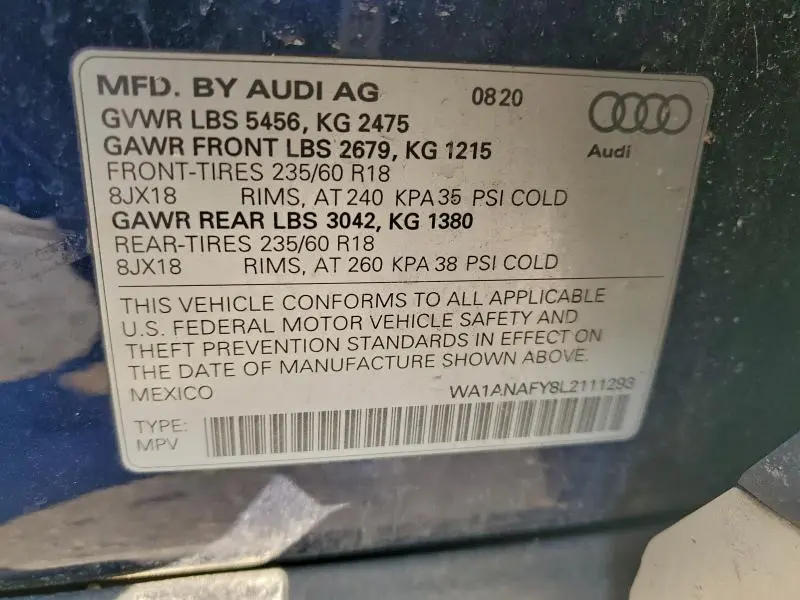 MFD. BY AUDI AG 0820
GVWR LBS 5456, KG 2475
GAWR FRONT LBS 2679, KG 1215
Audi
FRONT-TIRES 235/60 R18
8JX18 RIMS, AT 240 KPA 35 PSI COLD
GAWR REAR LBS 3042, KG 1380
REAR-TIRES 235/60 R18
8JX18 RIMS, AT 260 KPA 38 PSI COLD
THIS VEHICLE CONFORMS TO ALL APPLICABLE
U.S. FEDERAL MOTOR VEHICLE SAFETY AND
THEFT PREVENTION STANDARDS IN EFFECT ON
THE DATE OF MANUFACTURE SHOWN ABOVE.
MEXICO WA1ANAFY8L2111293
TYPE:
MPV